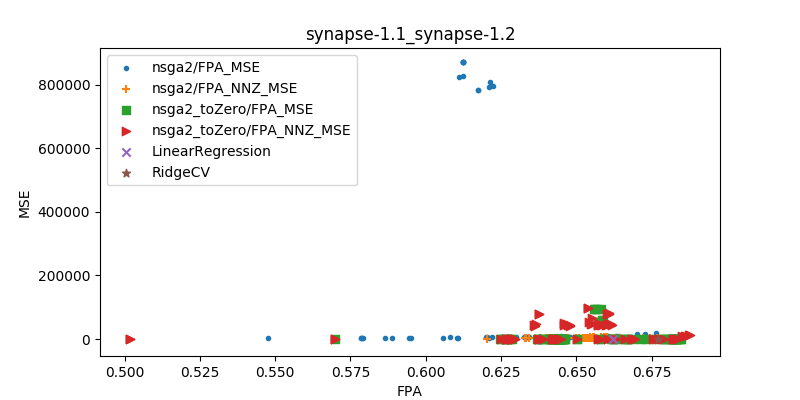 synapse-1.1_synapse-1.2
nsga2/FPA_MSE
nsga2/FPA_NNZ_MSE
nsga2_toZero/FPA_MSE
nsga2_toZero/FPA_NNZ_MSE
LinearRegression
RidgeCV
MSE
800000
600000
400000
200000
0
0.500 0.525 0.550 0.575 0.600 0.625 0.650 0.675
FPA